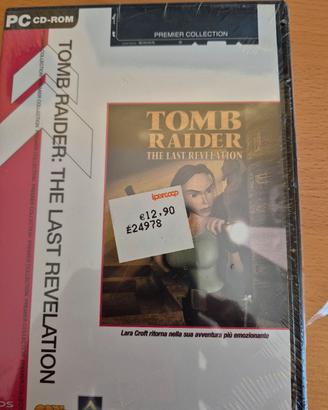 PC CD-ROM
PREMIER COLLECTION
TOMB RAIDER: THE LAST REVELATION
TOMB
RAIDER
THE LAST REVELATION
ipercoop
€12.90
£24978
Lara Croft ritorna nella sua avventura più emozionante